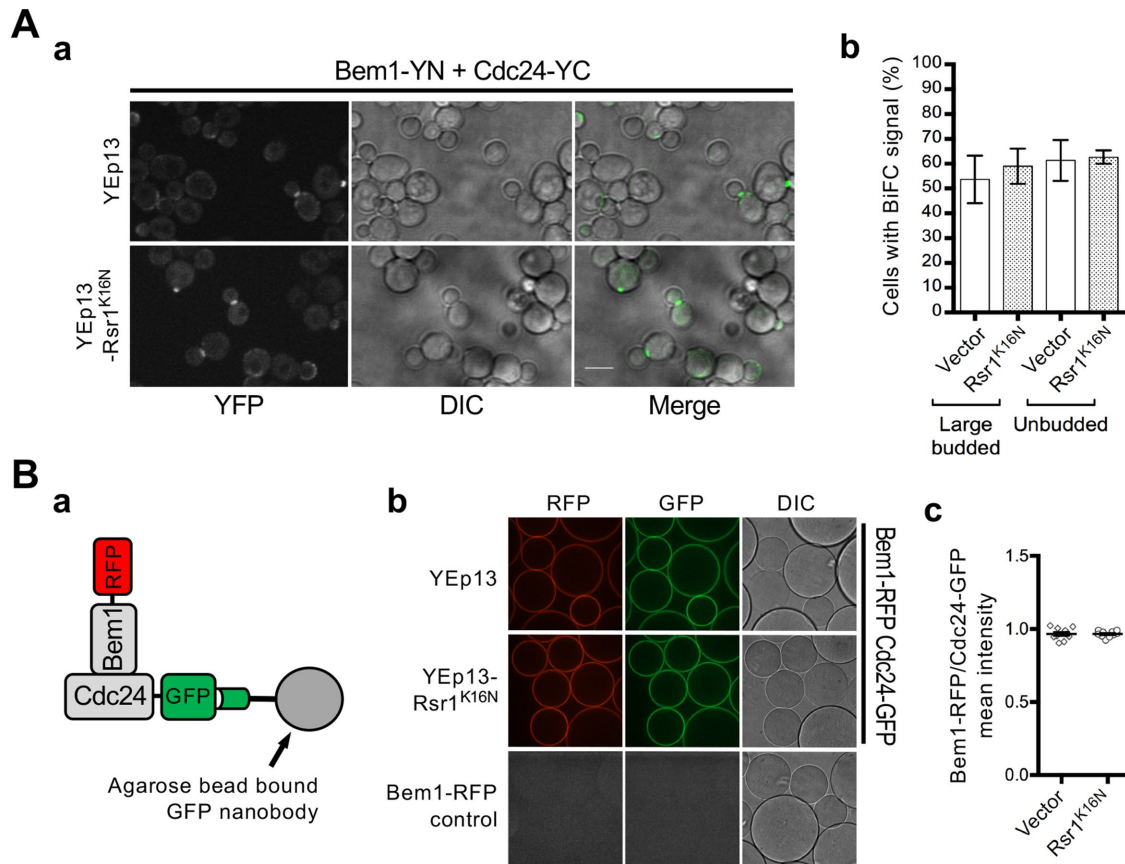 A
a
Bem1-YN + Cdc24-YC
YEp13
YEp13
-Rsr1K16N
YFP
DIC
Merge
b
Cells with BiFC signal (%)
100
90
80
70
60
50
40
30
20
10
0
Vector
Rsr1K16N
Vector
Rsr1K16N
Large
budded
Unbudded
B
a
RFP
Bem1
Cdc24
GFP
Agarose bead bound
GFP nanobody
b
RFP
GFP
DIC
YEp13
YEp13-
Rsr1K16N
Bem1-RFP
control
Bem1-RFP Cdc24-GFP
c
Bem1-RFP/Cdc24-GFP
mean intensity
1.5
1.0
0.5
0.0
Vector
Rsr1K16N